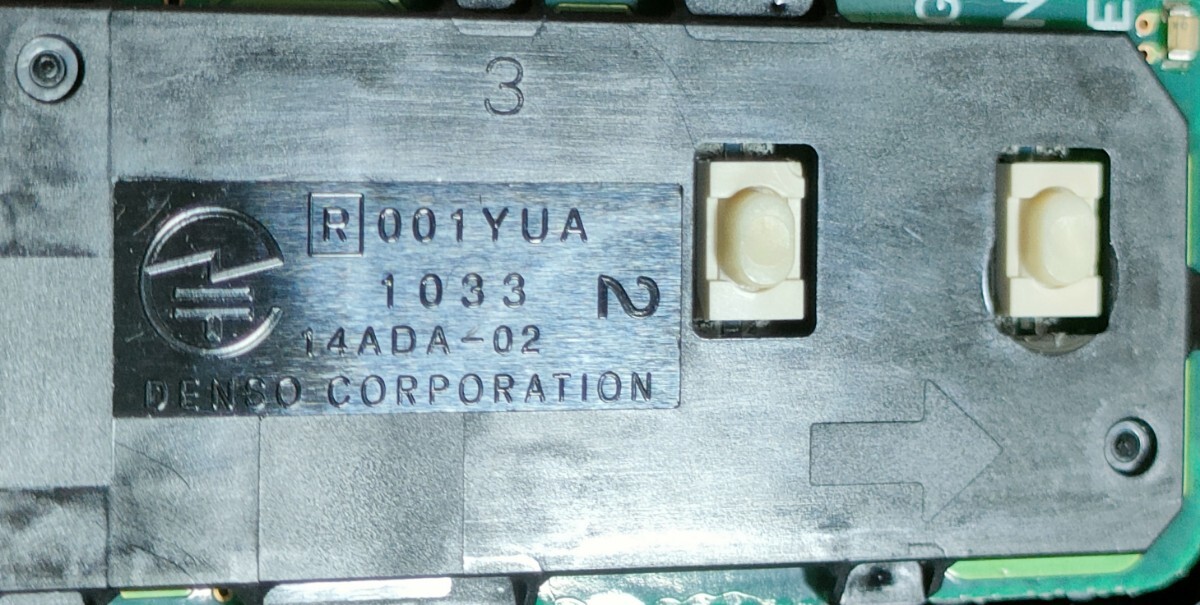 G
N
E
3
R 001YUA
1033
2
14ADA-02
DENSO CORPORATION